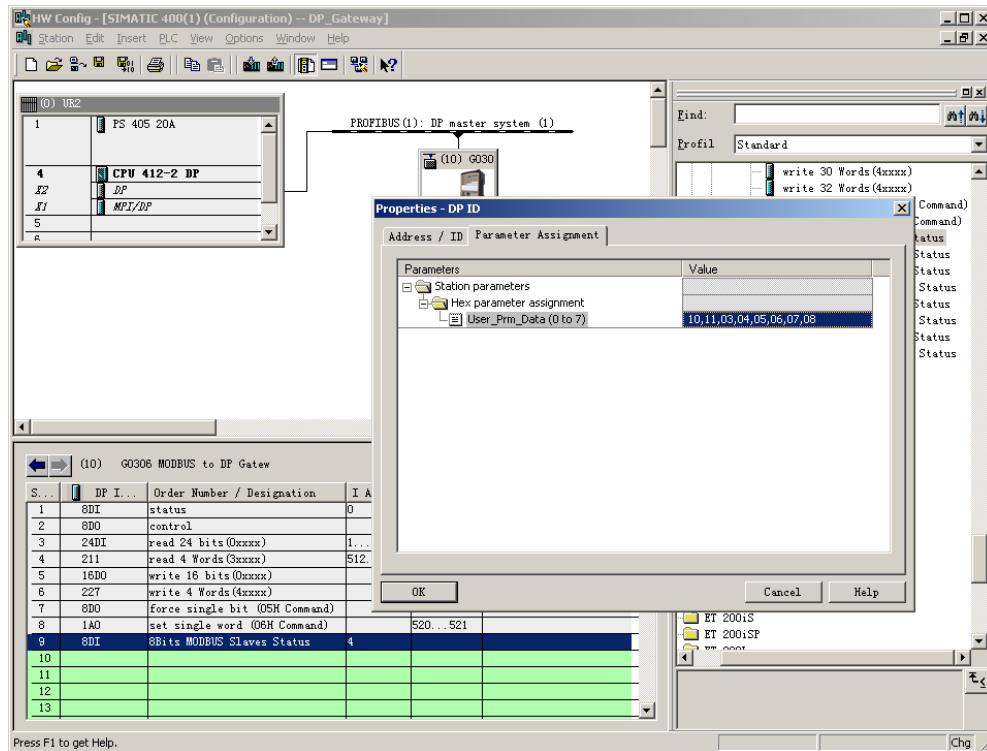 HW Config - [SIMATIC 400(1) (Configuration) -- DP_Gateway]
Station Edit Insert PLC View Options Window Help
(0) UR2
1 PS 405 20A
4 CPU 412-2 DP
X2 DP
X1 MPI/DP
5
6
PROFIBUS(1): DP master system (1)
(10) G030
Find:
Profil Standard
write 30 Words(4xxxx)
write 32 Words(4xxxx)
Command)
Command)
tatus
Status
Status
Status
Status
Status
Status
Status
Properties - DP ID
Address / ID Parameter Assignment
Parameters Value
Station parameters
Hex parameter assignment
User_Prm_Data (0 to 7) 10,11,03,04,05,06,07,08
OK Cancel Help
ET 200iS
ET 200iSP
(10) G0306 MODBUS to DP Gatew
S... DP I... Order Number / Designation I A
1 8DI status 0
2 8DO control
3 24DI read 24 bits(0xxxx) 1...
4 211 read 4 Words(3xxxx) 512.
5 16DO write 16 bits(0xxxx)
6 227 write 4 Words(4xxxx)
7 8DO force single bit (05H Command)
8 1AO set single word (06H Command) 520...521
9 8DI 8Bits MODBUS Slaves Status 4
10
11
12
13
Press F1 to get Help. Chg